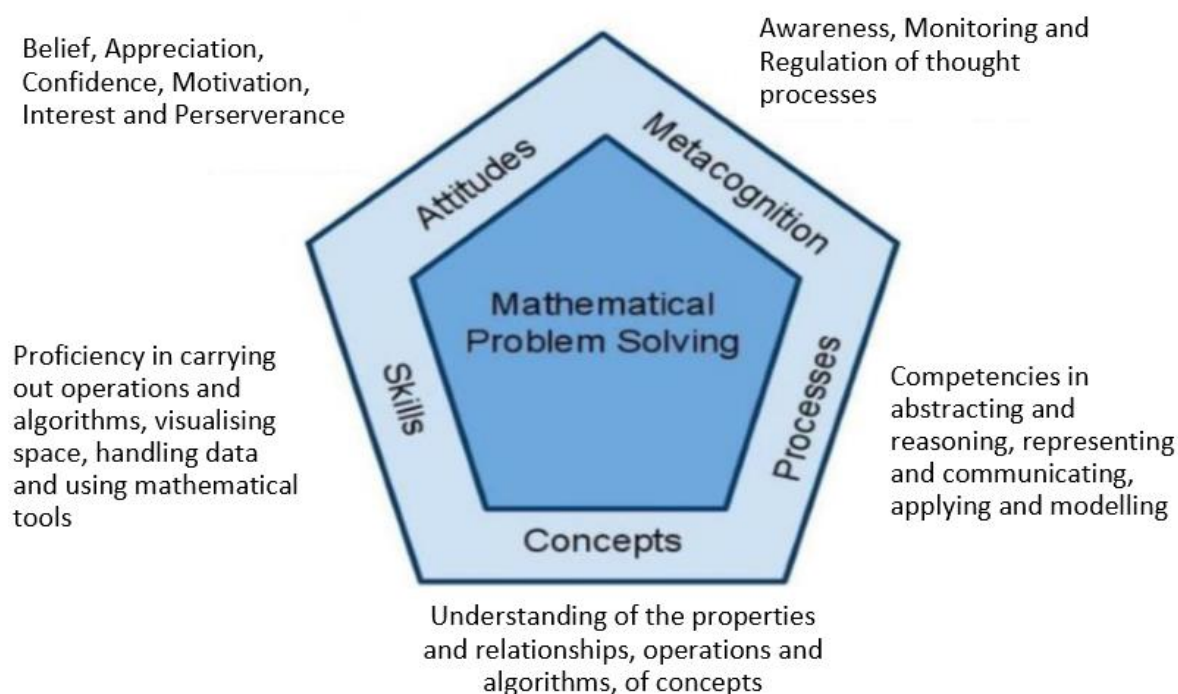 Belief, Appreciation,
Confidence, Motivation,
Interest and Perserverance
Awareness, Monitoring and
Regulation of thought
processes
Attitudes
Metacognition
Mathematical
Problem Solving
Skills
Processes
Concepts
Proficiency in carrying
out operations and
algorithms, visualising
space, handling data
and using mathematical
tools
Competencies in
abstracting and
reasoning, representing
and communicating,
applying and modelling
Understanding of the properties
and relationships, operations and
algorithms, of concepts